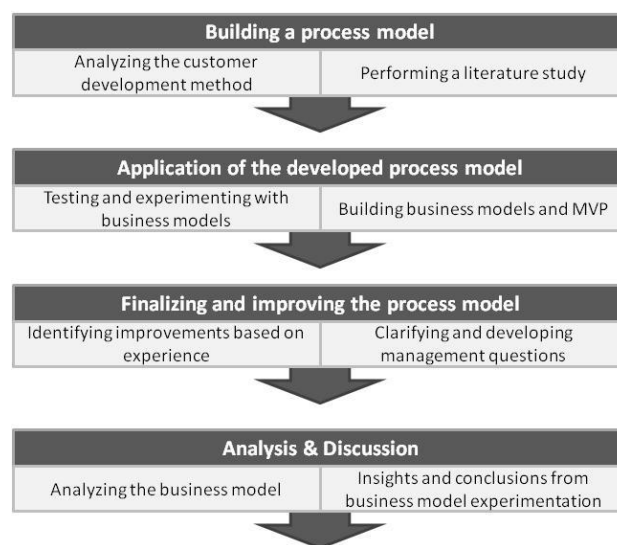 Building a process model
Analyzing the customer
development method
Performing a literature study
Application of the developed process model
Testing and experimenting with
business models
Building business models and MVP
Finalizing and improving the process model
Identifying improvements based on
experience
Clarifying and developing
management questions
Analysis & Discussion
Analyzing the business model
Insights and conclusions from
business model experimentation